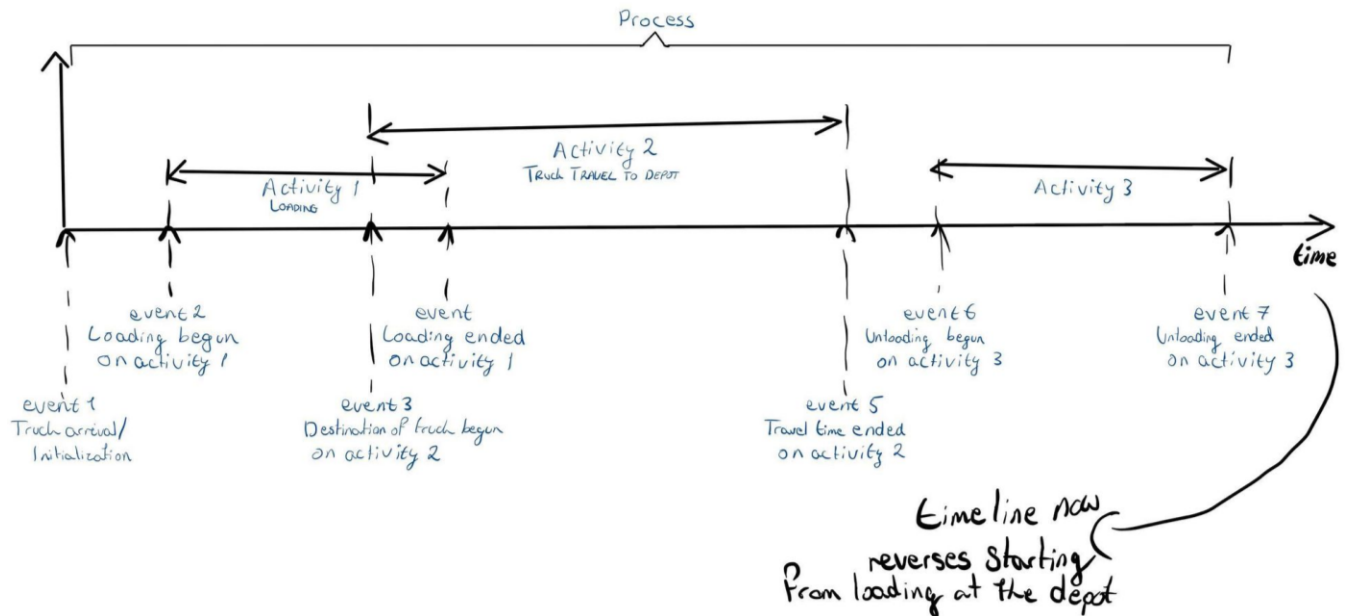 Process
Activity 2
TRUCK TRAVEL TO DEPOT
Activity 1
LOADING
Activity 3
time
event 2
Loading begun
on activity 1
event
Loading ended
on activity 1
event 6
Unloading begun
on activity 3
event 7
Unloading ended
on activity 3
event 1
Truck arrival/
Initialization
event 3
Destination of truck begun
on activity 2
event 5
Travel time ended
on activity 2
timeline now
reverses starting
From loading at the depot